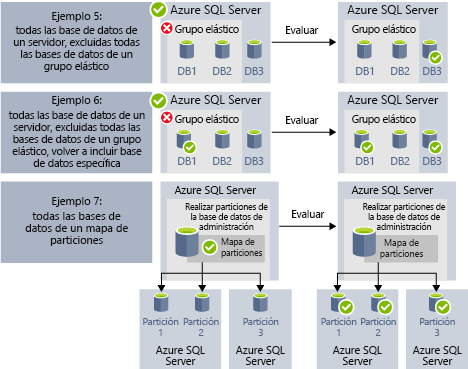 Ejemplo 5:
todas las base de datos de
un servidor, excluidas todas
las bases de datos de un
grupo elástico
Azure SQL Server
Grupo elástico
DB1 DB2 DB3
Evaluar
Azure SQL Server
Grupo elástico
DB1 DB2 DB3
Ejemplo 6:
todas las base de datos de un
servidor, excluidas todas las
bases de datos de un grupo
elástico, volver a incluir base
de datos específica
Azure SQL Server
Grupo elástico
DB1 DB2 DB3
Evaluar
Azure SQL Server
Grupo elástico
DB1 DB2 DB3
Ejemplo 7:
todas las bases de
datos de un mapa de
particiones
Azure SQL Server
Realizar particiones de
la base de datos de
administración
Mapa de
particiones
Evaluar
Azure SQL Server
Realizar particiones de
la base de datos de
administración
Mapa de
particiones
Partición Partición Partición
1 2 3
Azure SQL Azure SQL
Server Server
Partición Partición Partición
1 2 3
Azure SQL Azure SQL
Server Server